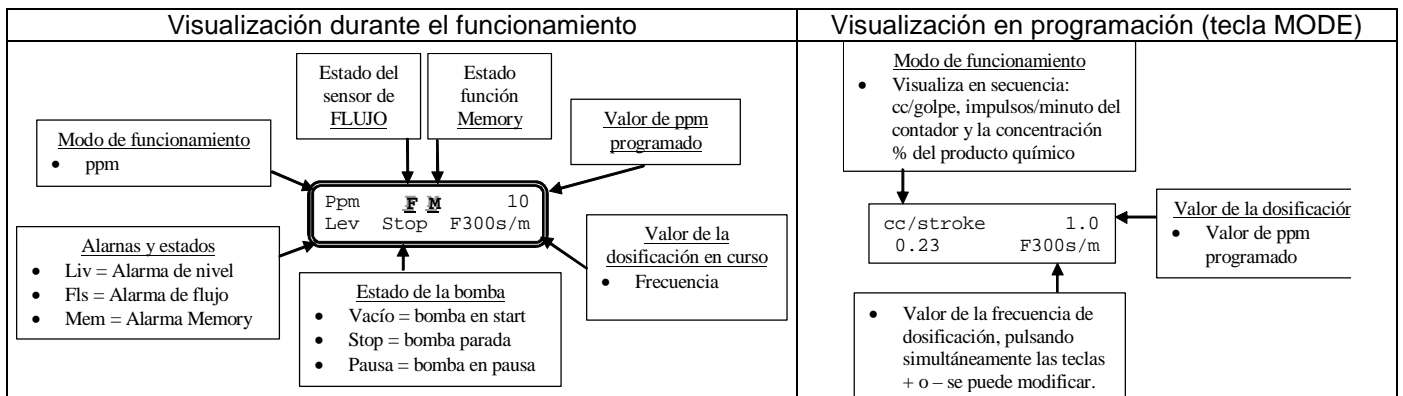 Visualización durante el funcionamiento
Estado del
sensor de
FLUJO
Estado
función
Memory
Modo de funcionamiento
• ppm
Valor de ppm
programado
Ppm F M 10
Lev Stop F300s/m
Alarnas y estados
• Liv = Alarma de nivel
• Fls = Alarma de flujo
• Mem = Alarma Memory
Estado de la bomba
• Vacío = bomba en start
• Stop = bomba parada
• Pausa = bomba en pausa
Valor de la
dosificación en curso
• Frecuencia
Visualización en programación (tecla MODE)
Modo de funcionamiento
• Visualiza en secuencia:
cc/golpe, impulsos/minuto del
contador y la concentración
% del producto químico
cc/stroke 1.0
0.23 F300s/m
Valor de la dosificación
• Valor de ppm
programado
• Valor de la frecuencia de
dosificación, pulsando
simultáneamente las teclas
+ o – se puede modificar.